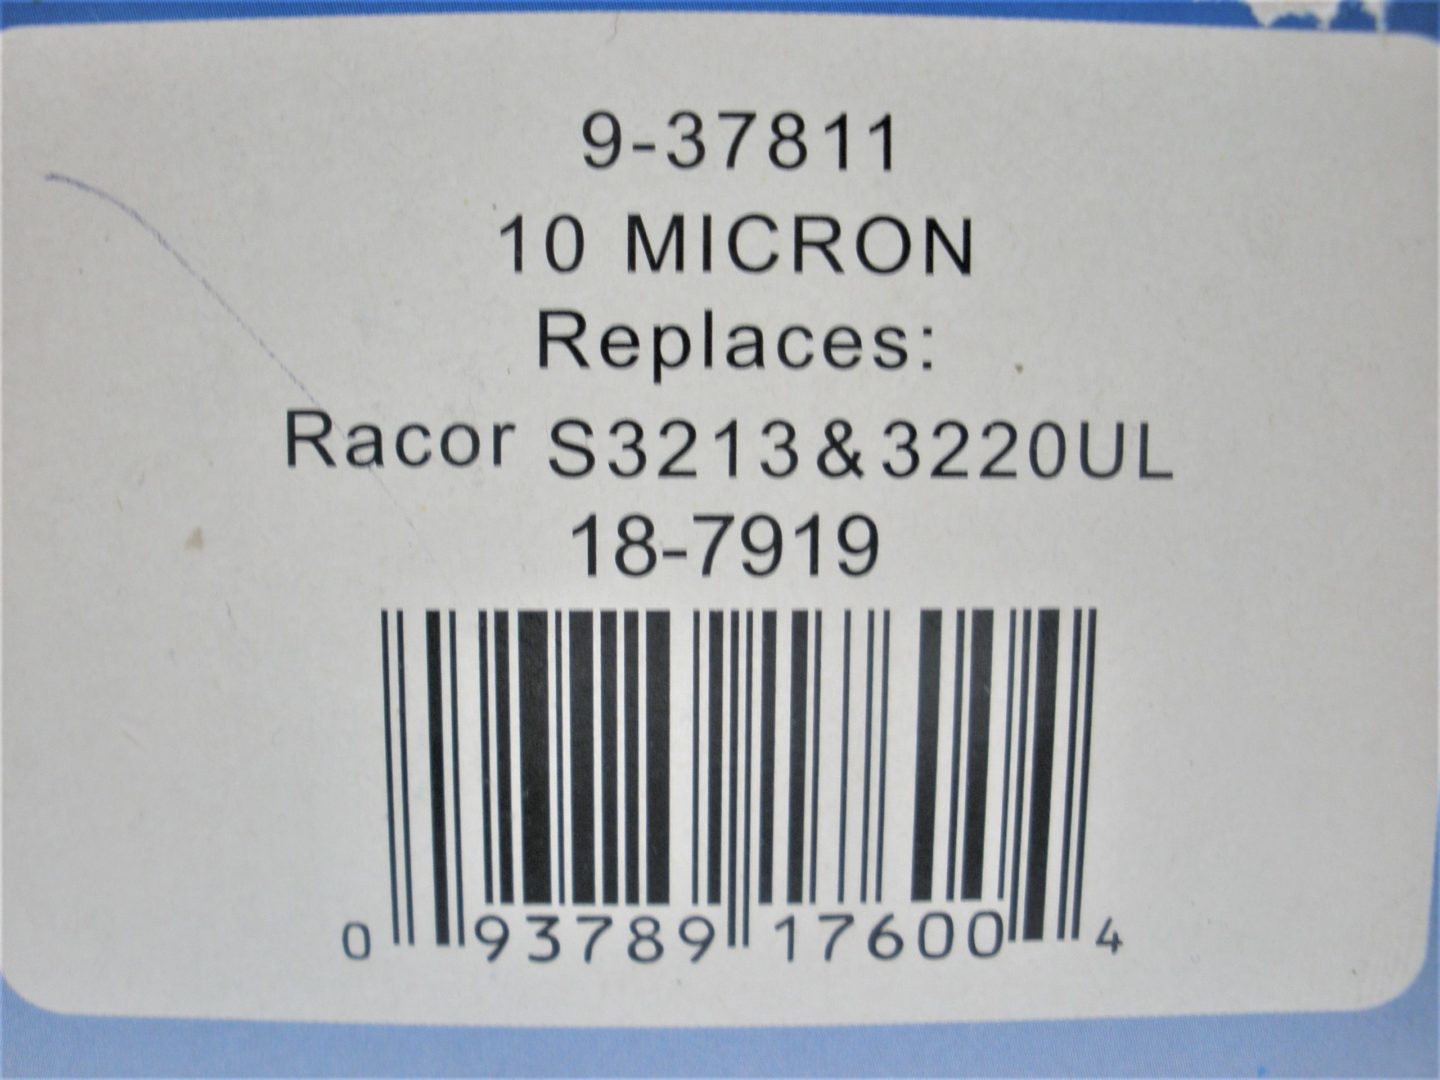 9-37811
10 MICRON
Replaces:
Racor S3213&3220UL
18-7919
0 93789 17600 4